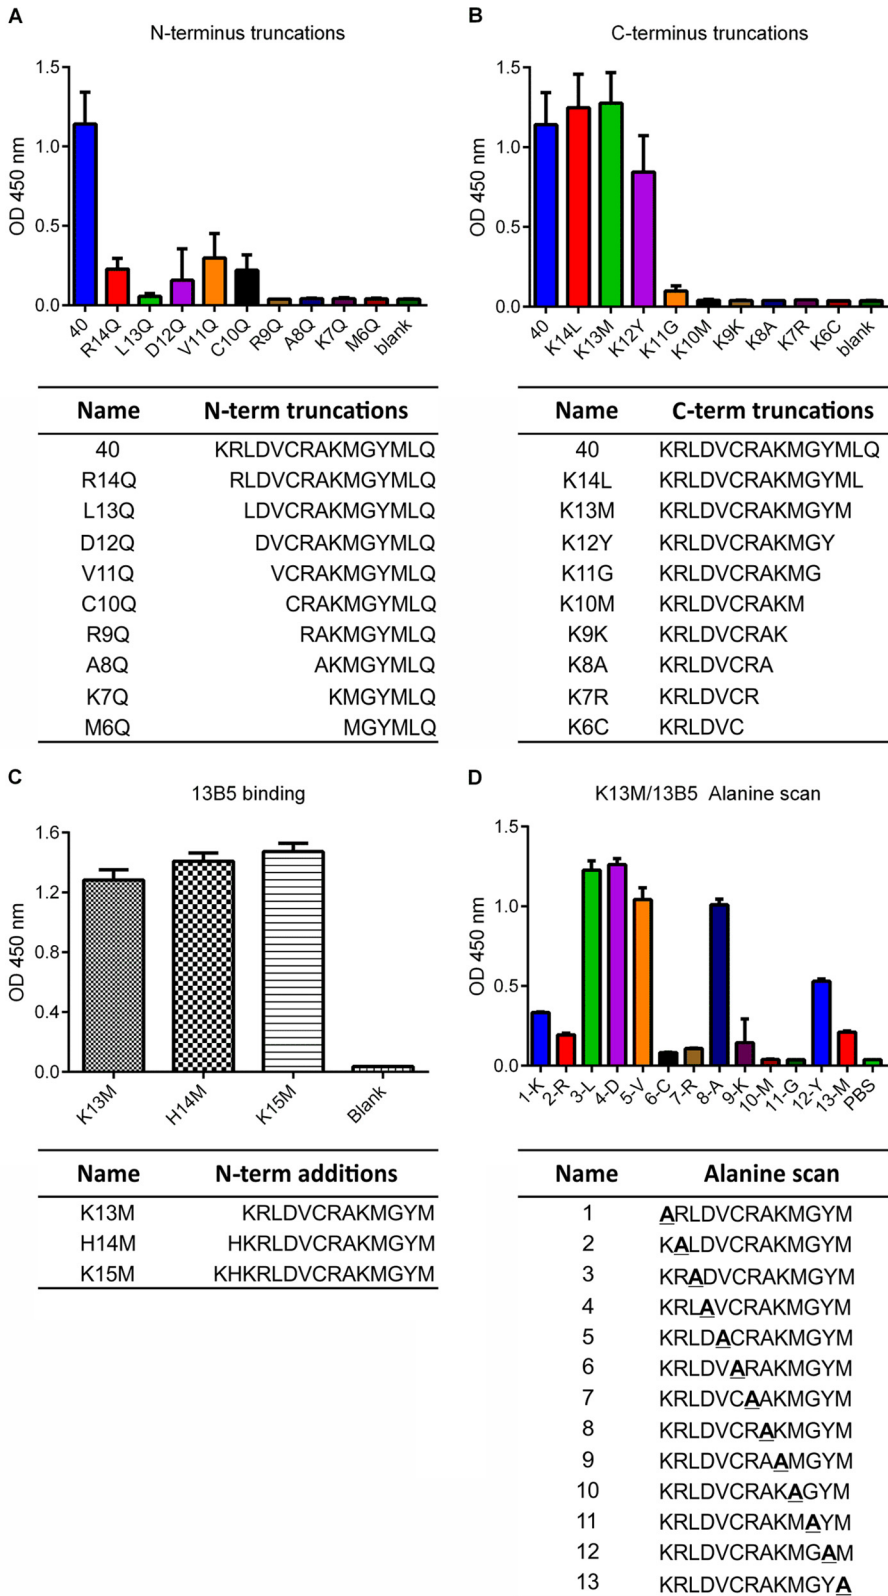 A
N-terminus truncations
OD 450 nm
1.5
1.0
0.5
0.0
40 R14Q L13Q D12Q V11Q C10Q R9Q A8Q K7Q M6Q blank
Name N-term truncations
40 KRLDVCRAKMGYMLQ
R14Q RLDVCRAKMGYMLQ
L13Q LDVCRAKMGYMLQ
D12Q DVCRAKMGYMLQ
V11Q VCRAKMGYMLQ
C10Q CRAKMGYMLQ
R9Q RAKMGYMLQ
A8Q AKMGYMLQ
K7Q KMGYMLQ
M6Q MGYMLQ
B
C-terminus truncations
OD 450 nm
1.5
1.0
0.5
0.0
40 K14L K13M K12Y K11G K10M K9K K8A K7R K6C blank
Name C-term truncations
40 KRLDVCRAKMGYMLQ
K14L KRLDVCRAKMGYML
K13M KRLDVCRAKMGYM
K12Y KRLDVCRAKMGY
K11G KRLDVCRAKMG
K10M KRLDVCRAKM
K9K KRLDVCRAK
K8A KRLDVCRA
K7R KRLDVCR
K6C KRLDVC
C
13B5 binding
OD 450 nm
1.6
1.2
0.8
0.4
0.0
K13M H14M K15M Blank
Name N-term additions
K13M KRLDVCRAKMGYM
H14M HKRLDVCRAKMGYM
K15M KHKRLDVCRAKMGYM
D
K13M/13B5 Alanine scan
OD 450 nm
1.5
1.0
0.5
0.0
1-K 2-R 3-L 4-D 5-V 6-C 7-R 8-A 9-K 10-M 11-G 12-Y 13-M PBS
Name Alanine scan
1 ARLDVCRAKMGYM
2 KALDVCRAKMGYM
3 KRADVCRAKMGYM
4 KRLAVCRAKMGYM
5 KRLDACRAKMGYM
6 KRLDVARAKMGYM
7 KRLDVCAAKMGYM
8 KRLDVCRAKMGYM
9 KRLDVCRAAMGYM
10 KRLDVCRAKAGYM
11 KRLDVCRAKMAYM
12 KRLDVCRAKMGAM
13 KRLDVCRAKMGYA